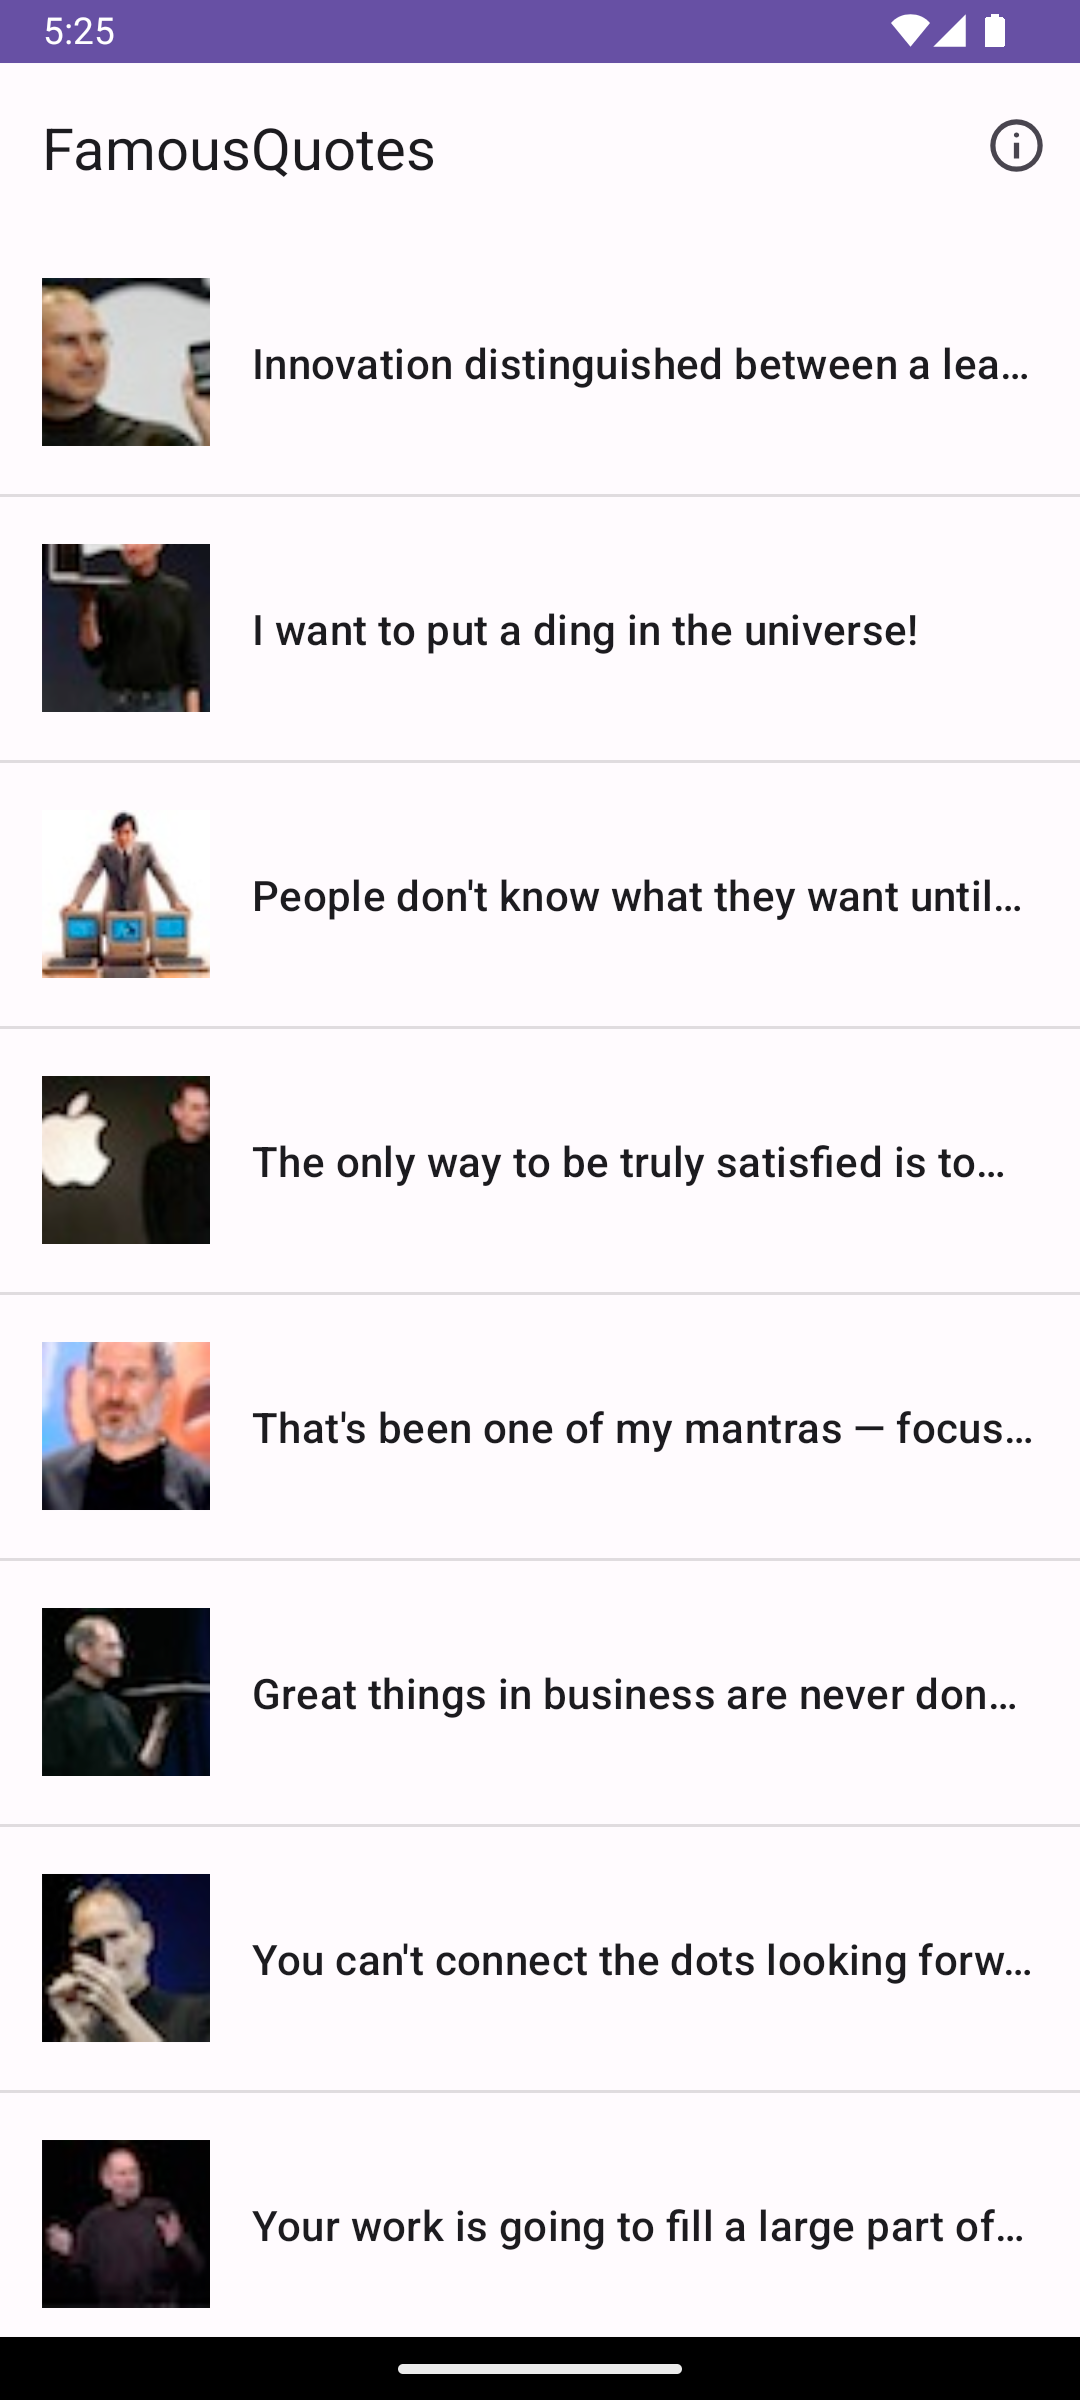 5:25
FamousQuotes
Innovation distinguished between a lea...
I want to put a ding in the universe!
People don't know what they want until...
The only way to be truly satisfied is to...
That's been one of my mantras — focus...
Great things in business are never don...
You can't connect the dots looking forw...
Your work is going to fill a large part of...